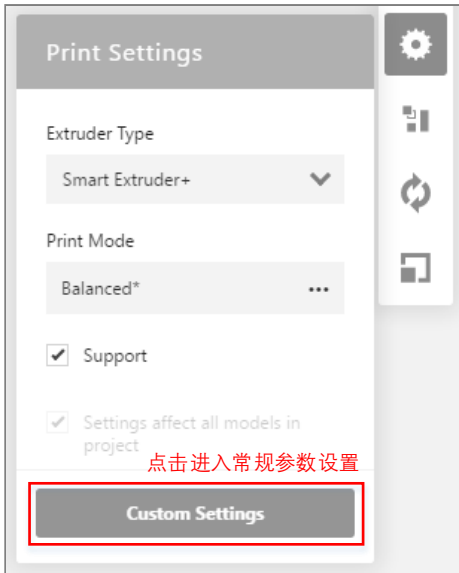 Print Settings
Extruder Type
Smart Extruder+
Print Mode
Balanced*
Support
Settings affect all models in
project
点击进入常规参数设置
Custom Settings